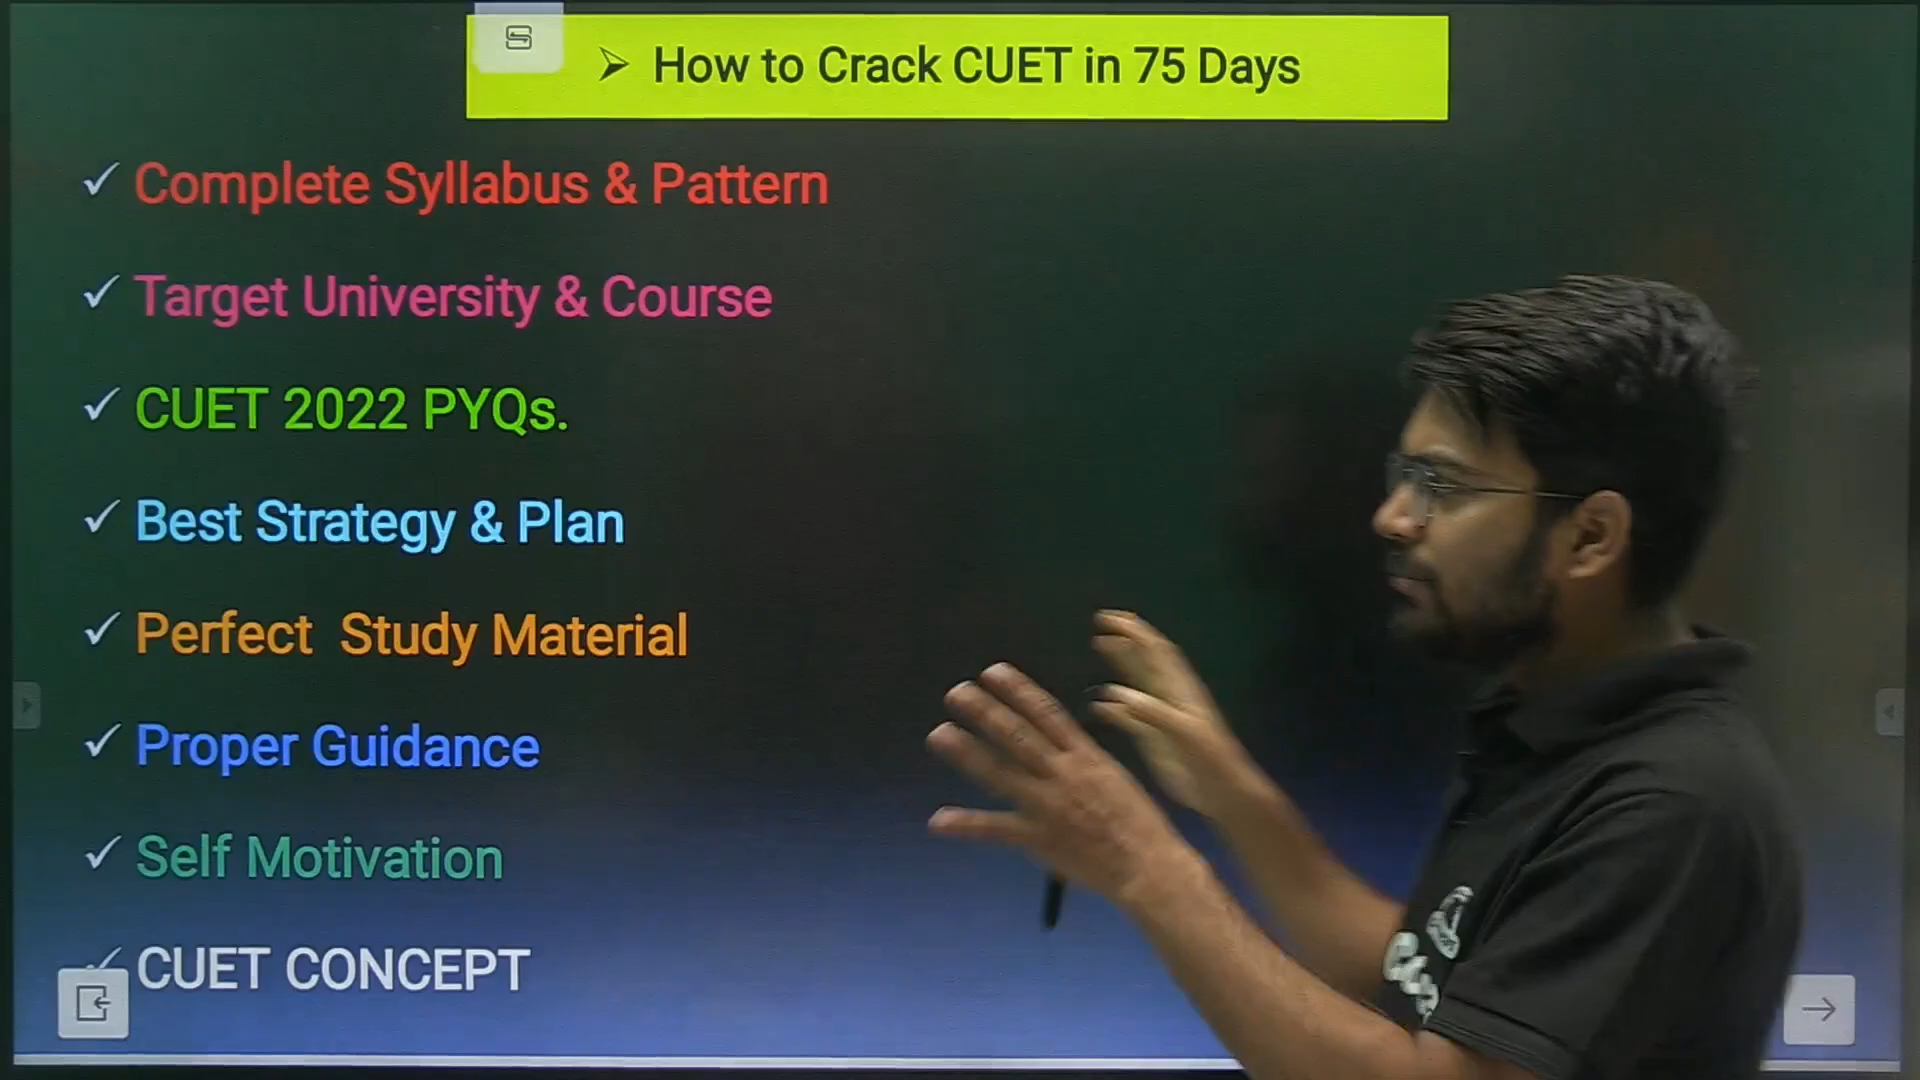 ➢ How to Crack CUET in 75 Days
✓ Complete Syllabus & Pattern
✓ Target University & Course
✓ CUET 2022 PYQs.
✓ Best Strategy & Plan
✓ Perfect Study Material
✓ Proper Guidance
✓ Self Motivation
✓ CUET CONCEPT